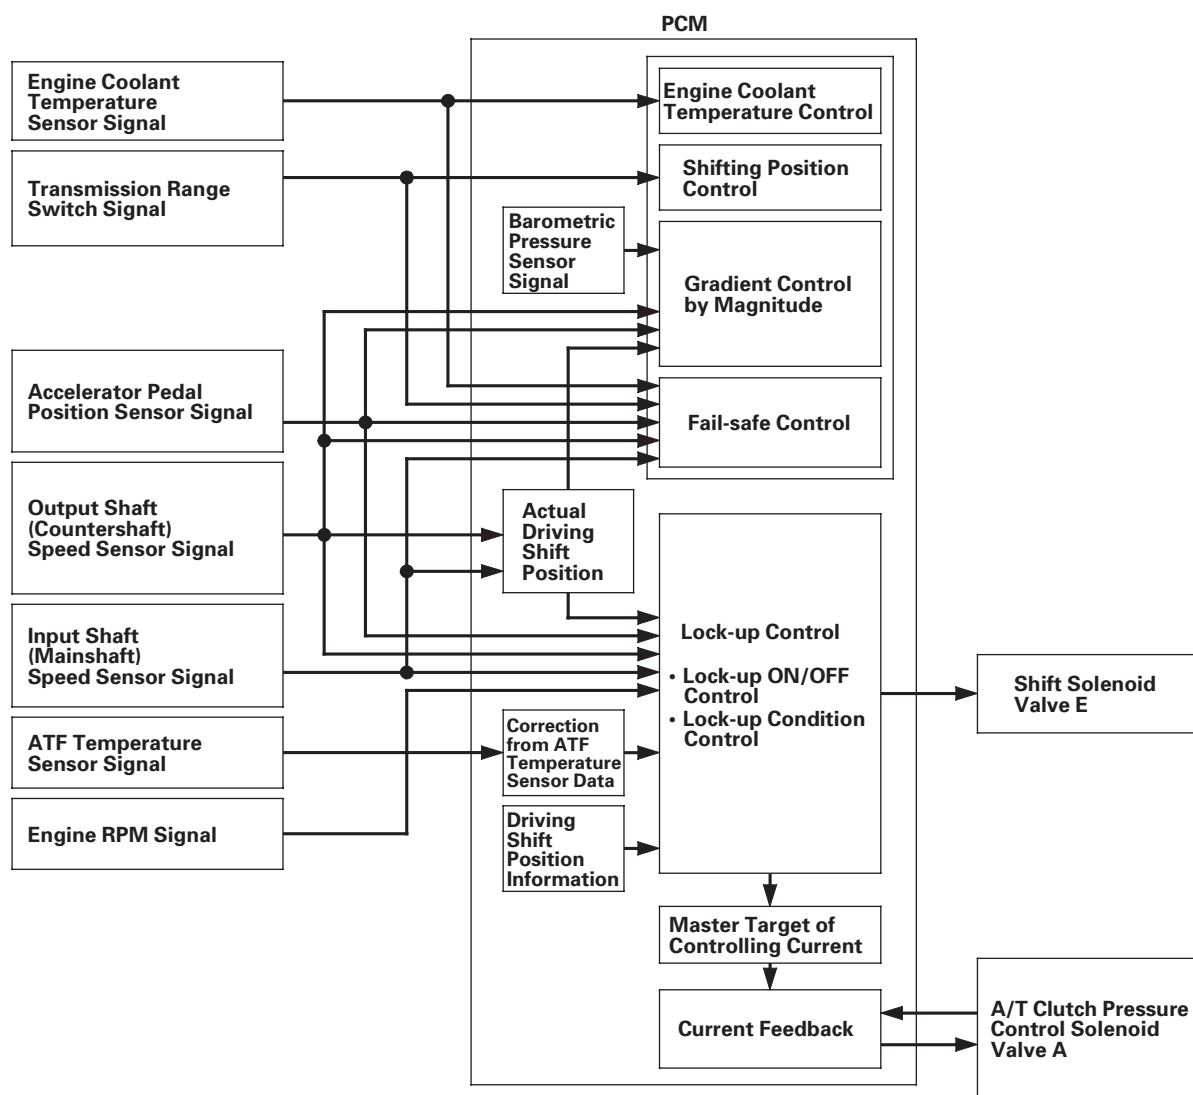 PCM
Engine Coolant
Temperature
Sensor Signal
Transmission Range
Switch Signal
Accelerator Pedal
Position Sensor Signal
Output Shaft
(Countershaft)
Speed Sensor Signal
Input Shaft
(Mainshaft)
Speed Sensor Signal
ATF Temperature
Sensor Signal
Engine RPM Signal
Barometric
Pressure
Sensor
Signal
Actual
Driving
Shift
Position
Correction
from ATF
Temperature
Sensor Data
Driving
Shift
Position
Information
Engine Coolant
Temperature Control
Shifting Position
Control
Gradient Control
by Magnitude
Fail-safe Control
Lock-up Control
• Lock-up ON/OFF
Control
• Lock-up Condition
Control
Master Target of
Controlling Current
Current Feedback
Shift Solenoid
Valve E
A/T Clutch Pressure
Control Solenoid
Valve A